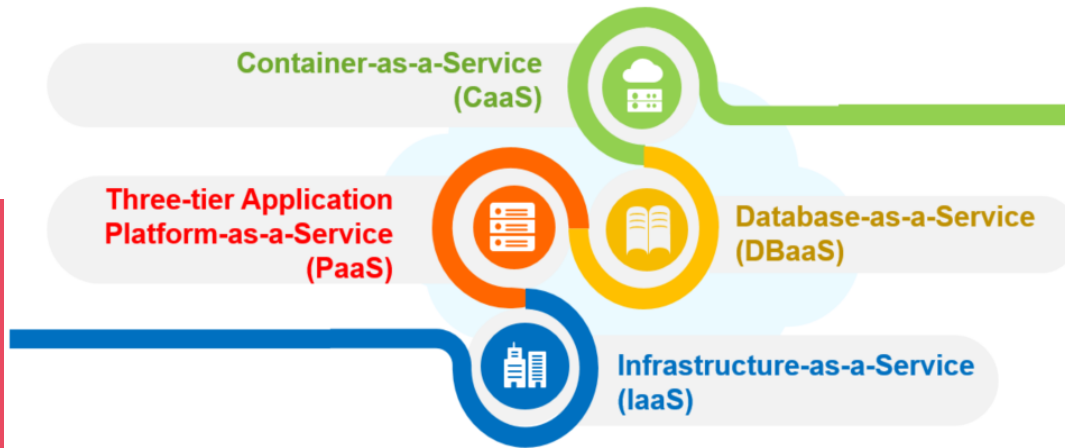 Container-as-a-Service
(CaaS)
Three-tier Application
Platform-as-a-Service
(PaaS)
Database-as-a-Service
(DBaaS)
Infrastructure-as-a-Service
(IaaS)